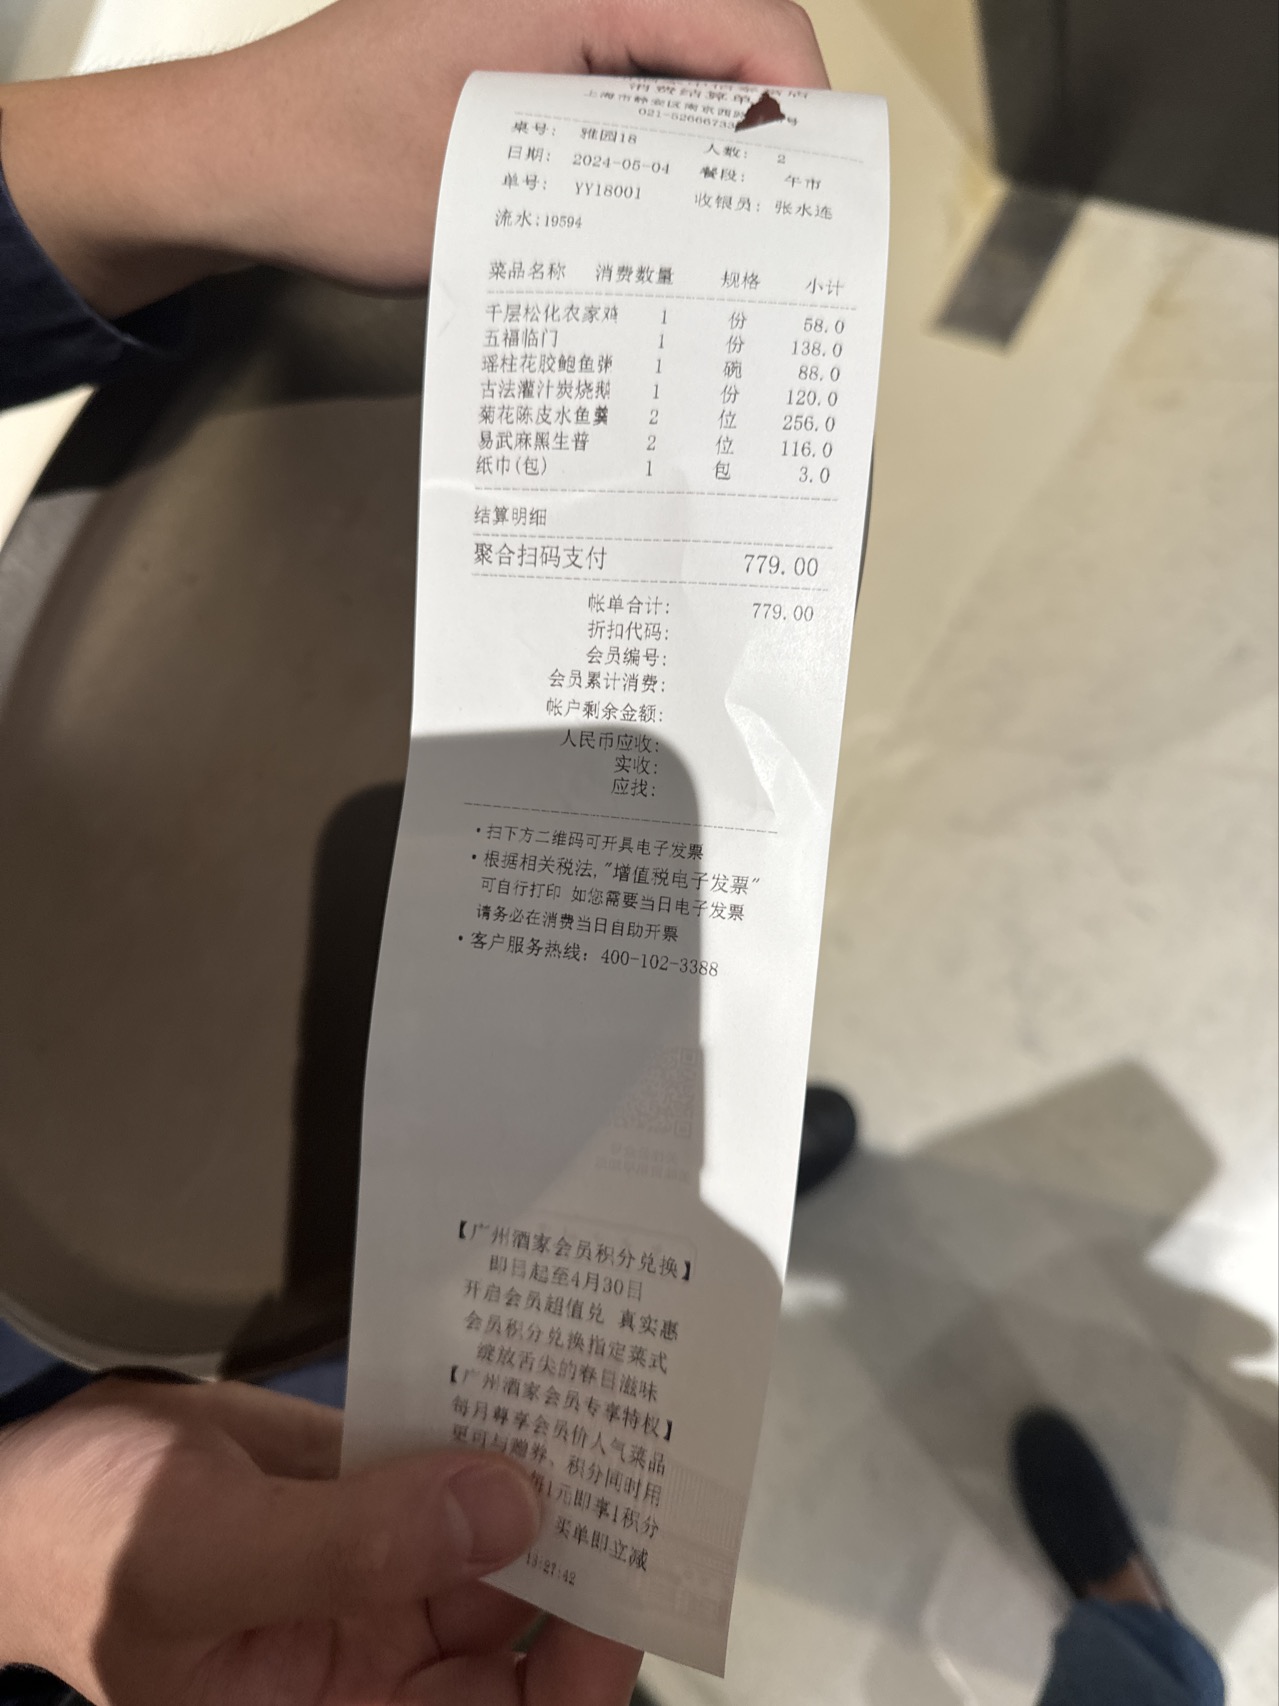 消费结算单
上海市静安区南京西路 号
021-52666733
桌号: 雅园18 人数: 2
日期: 2024-05-04 餐段: 午市
单号: YY18001 收银员: 张水连
流水:19594
菜品名称 消费数量 规格 小计
千层松化农家鸡 1 份 58.0
五福临门 1 份 138.0
瑶柱花胶鲍鱼弹 1 碗 88.0
古法灌汁炭烧鹅 1 份 120.0
菊花陈皮水鱼羹 2 位 256.0
易武麻黑生普 2 位 116.0
纸巾(包) 1 包 3.0
结算明细
聚合扫码支付 779.00
帐单合计: 779.00
折扣代码:
会员编号:
会员累计消费:
帐户剩余金额:
人民币应收:
实收:
应找:
·扫下方二维码可开具电子发票
·根据相关税法,"增值税电子发票"
可自行打印 如您需要当日电子发票
请务必在消费当日自助开票
·客户服务热线: 400-102-3388
【广州酒家会员积分兑换】
即日起至4月30日
开启会员超值兑 真实惠
会员积分兑换指定菜式
绽放舌尖的春日滋味
【广州酒家会员专享特权】
每月尊享会员价人气菜品
更可与赠券、积分同时用
每1元即享1积分
买单即立减
13:27:42